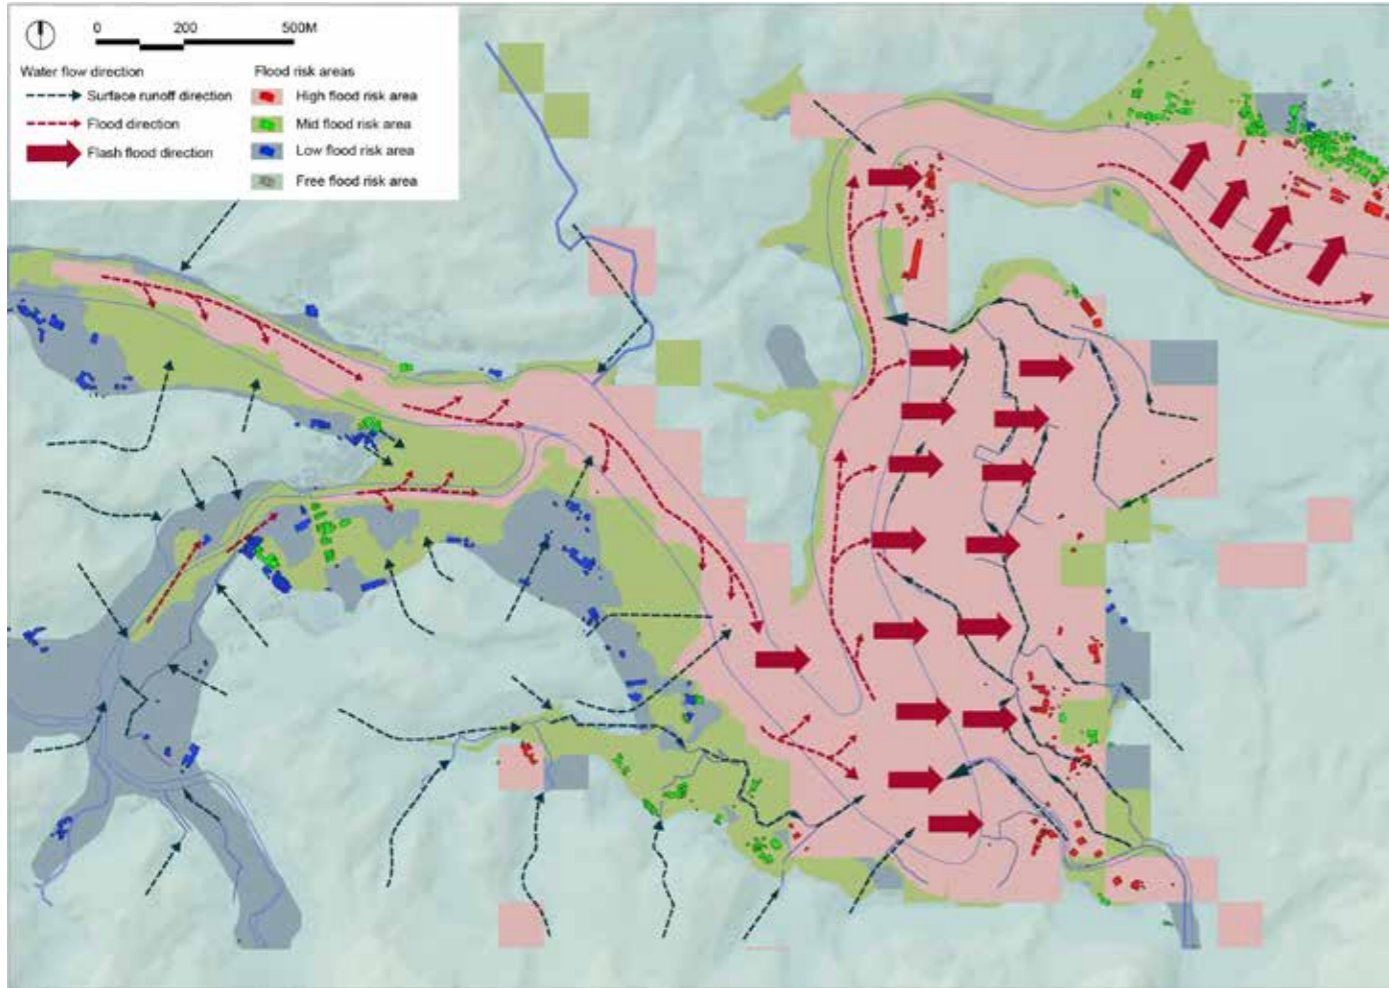 0 200 500M
Water flow direction
Surface runoff direction
Flood direction
Flash flood direction
Flood risk areas
High flood risk area
Mid flood risk area
Low flood risk area
Free flood risk area